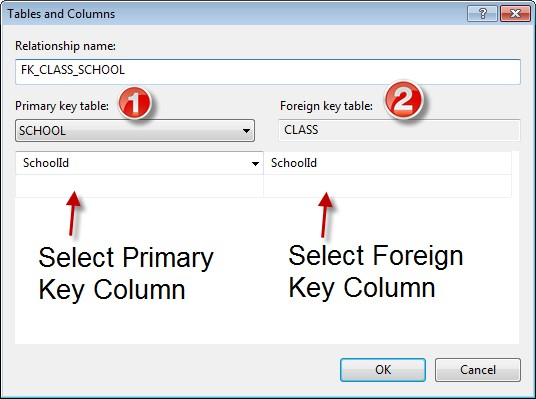 Tables and Columns
Relationship name:
FK_CLASS_SCHOOL
Primary key table: 1 Foreign key table: 2
SCHOOL CLASS
SchoolId SchoolId
Select Primary Select Foreign
Key Column Key Column
OK Cancel